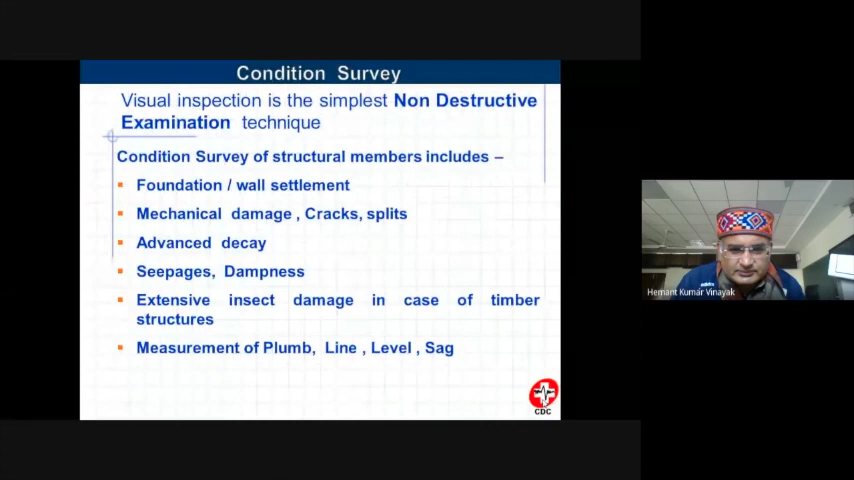 Condition Survey
Visual inspection is the simplest Non Destructive
Examination technique
Condition Survey of structural members includes –
Foundation / wall settlement
Mechanical damage , Cracks, splits
Advanced decay
Seepages, Dampness
Extensive insect damage in case of timber
structures
Measurement of Plumb, Line , Level , Sag
CDC
Hemant Kumar Vinayak